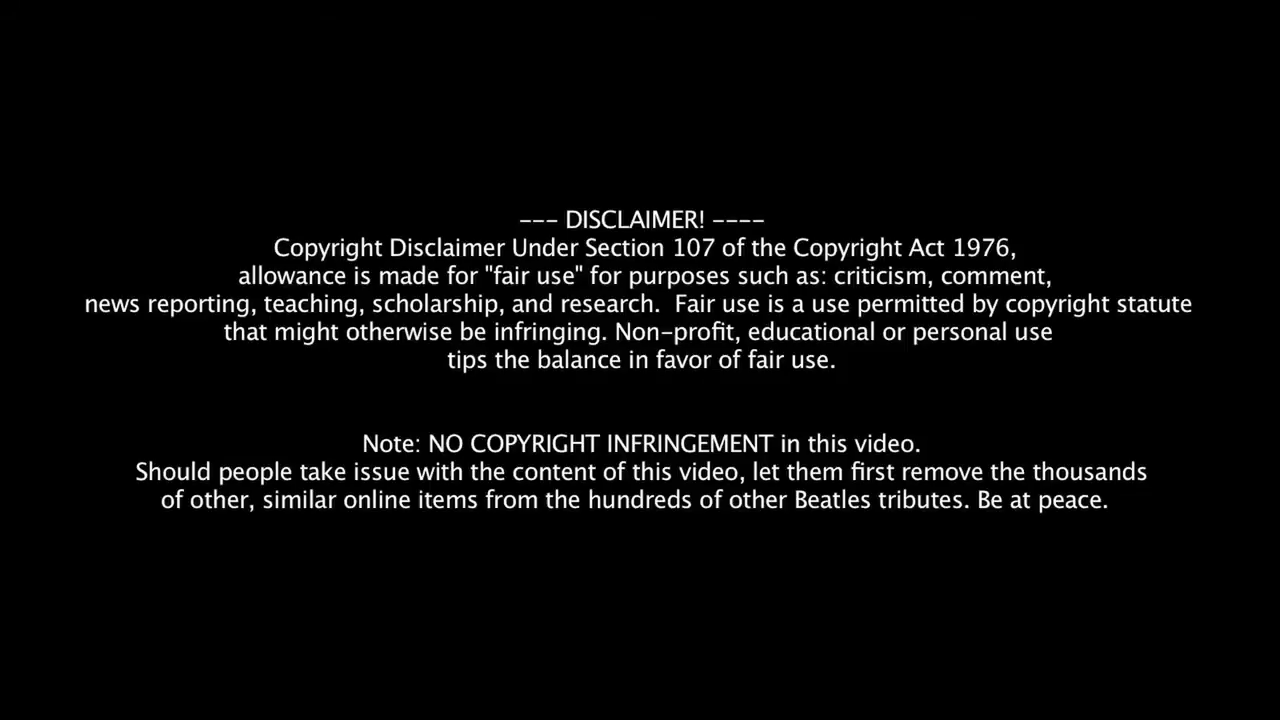 --- DISCLAIMER! ----
Copyright Disclaimer Under Section 107 of the Copyright Act 1976,
allowance is made for "fair use" for purposes such as: criticism, comment,
news reporting, teaching, scholarship, and research.  Fair use is a use permitted by copyright statute
that might otherwise be infringing. Non-profit, educational or personal use
tips the balance in favor of fair use.
Note: NO COPYRIGHT INFRINGEMENT in this video.
Should people take issue with the content of this video, let them first remove the thousands
of other, similar online items from the hundreds of other Beatles tributes. Be at peace.